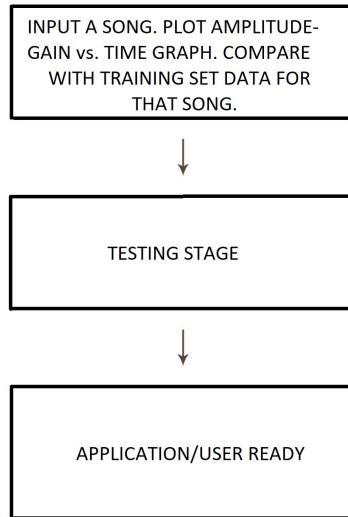 INPUT A SONG. PLOT AMPLITUDE-
GAIN vs. TIME GRAPH. COMPARE
WITH TRAINING SET DATA FOR
THAT SONG.
TESTING STAGE
APPLICATION/USER READY